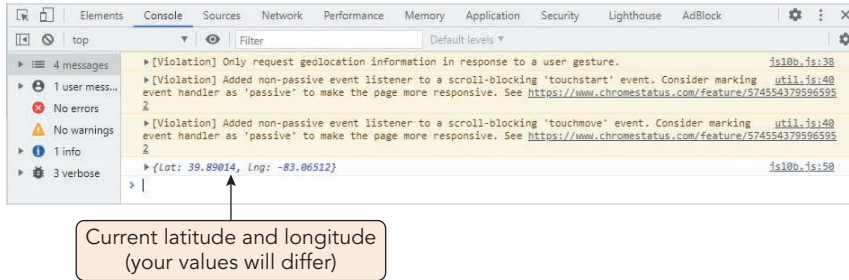 Elements Console Sources Network Performance Memory Application Security Lighthouse AdBlock
top Filter Default levels
4 messages
1 user mess...
No errors
No warnings
1 info
3 verbose
[Violation] Only request geolocation information in response to a user gesture. js10b.js:30
[Violation] Added non-passive event listener to a scroll-blocking 'touchstart' event. Consider marking util.js:40
event handler as 'passive' to make the page more responsive. See https://www.chromestatus.com/feature/574554379596595
2
[Violation] Added non-passive event listener to a scroll-blocking 'touchmove' event. Consider marking util.js:40
event handler as 'passive' to make the page more responsive. See https://www.chromestatus.com/feature/574554379596595
2
{lat: 39.89014, lng: -83.06512} js10b.js:50
Current latitude and longitude
(your values will differ)